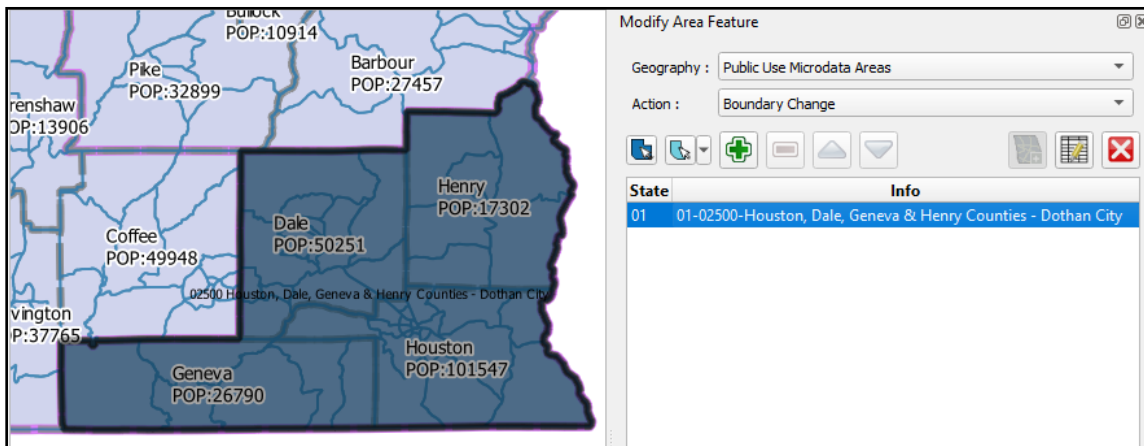 Bullock
POP:10914
Pike
POP:32899
Barbour
POP:27457
renshaw
OP:13906
Henry
POP:17302
Dale
POP:50251
Coffee
POP:49948
02500 Houston, Dale, Geneva & Henry Counties - Dothan City
vington
P:37765
Houston
POP:101547
Geneva
POP:26790
Modify Area Feature
Geography : Public Use Microdata Areas
Action : Boundary Change
State Info
01 01-02500-Houston, Dale, Geneva & Henry Counties - Dothan City